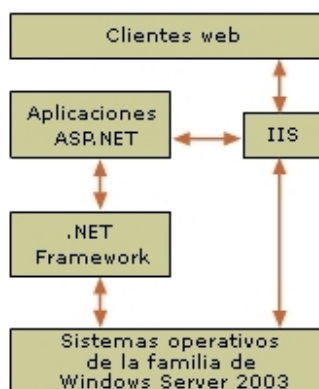 Clientes web
Aplicaciones
ASP.NET
IIS
.NET
Framework
Sistemas operativos
de la familia de
Windows Server 2003